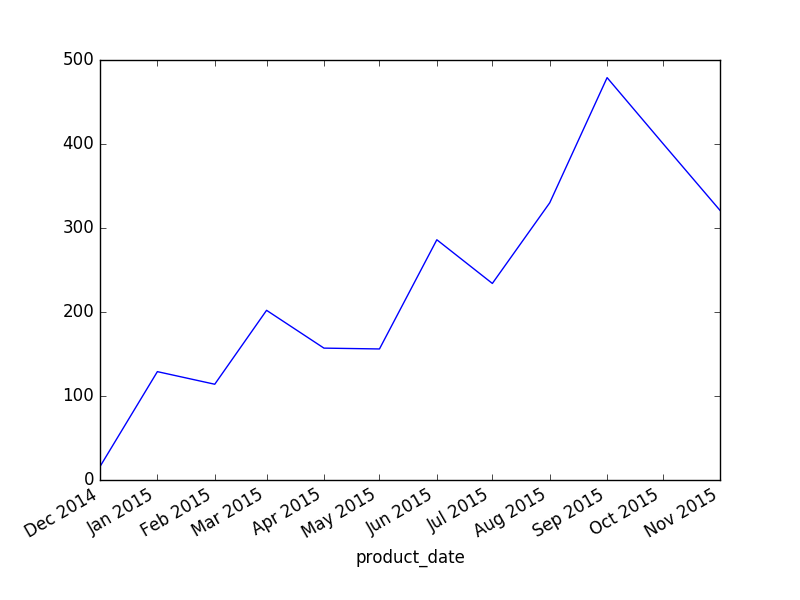 500
400
300
200
100
0
Dec 2014
Jan 2015
Feb 2015
Mar 2015
Apr 2015
May 2015
Jun 2015
Jul 2015
Aug 2015
Sep 2015
Oct 2015
Nov 2015
product_date